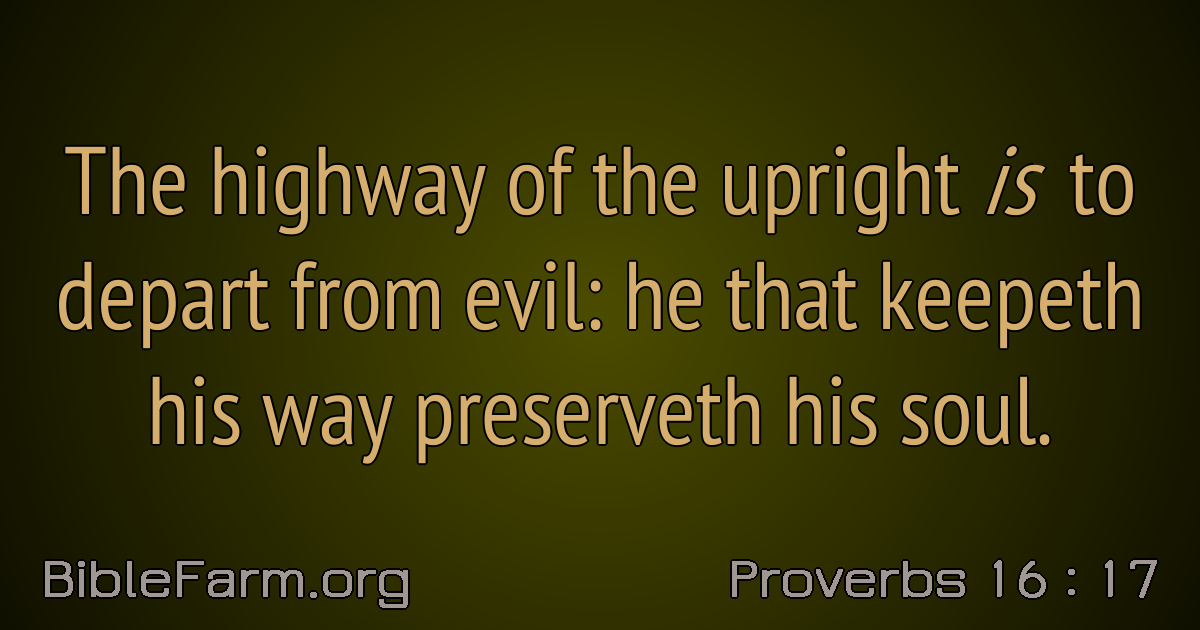 The highway of the upright is to
depart from evil: he that keepeth
his way preserveth his soul.
BibleFarm.org
Proverbs 16 : 17